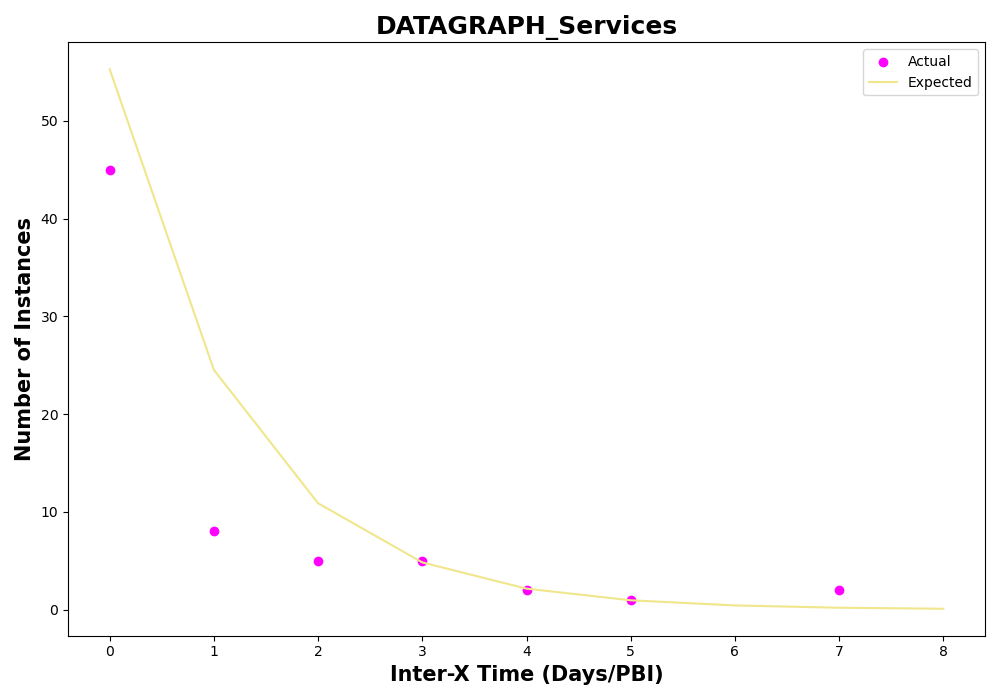 DATAGRAPH_Services
Actual
Expected
Number of Instances
50
40
30
20
10
0
0 1 2 3 4 5 6 7 8
Inter-X Time (Days/PBI)